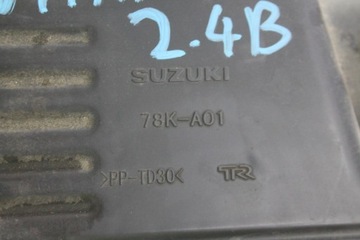 2.4B
SUZUKI
78K-A01
>PP-TD30<
TR